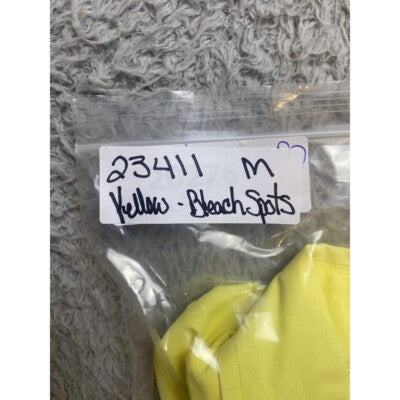 23411 M
Yellow - Bleach Spots